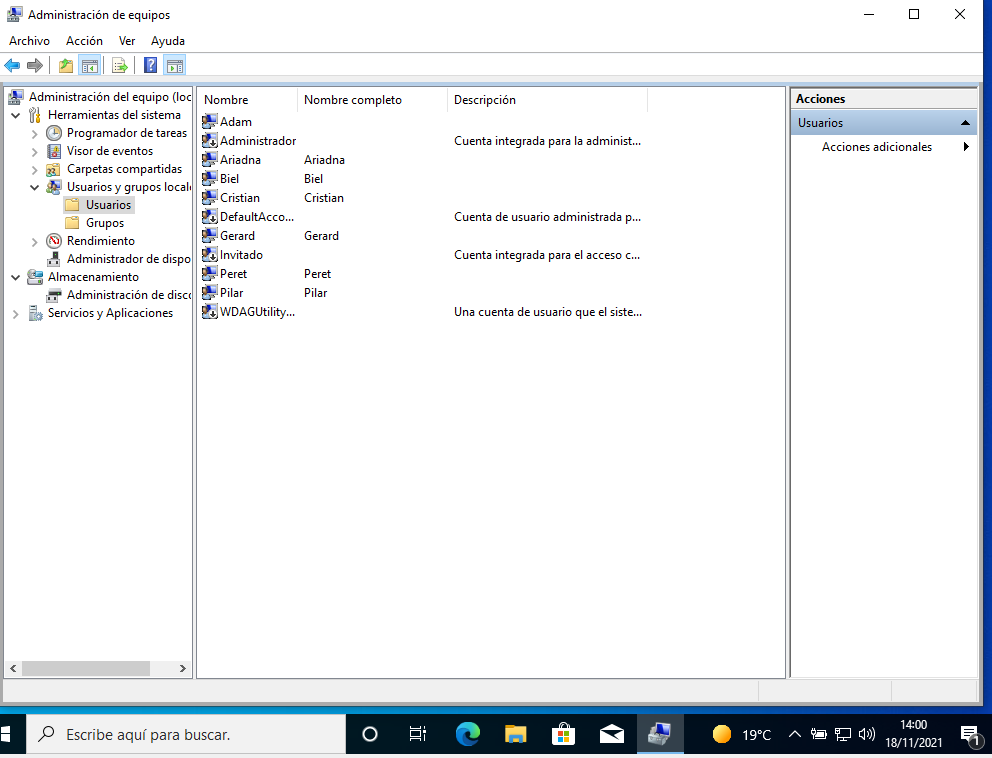 Administración de equipos
Archivo Acción Ver Ayuda
Administración del equipo (loc
Herramientas del sistema
Programador de tareas
Visor de eventos
Carpetas compartidas
Usuarios y grupos locale
Usuarios
Grupos
Rendimiento
Administrador de dispo
Almacenamiento
Administración de disco
Servicios y Aplicaciones
Nombre Nombre completo Descripción
Adam
Administrador Cuenta integrada para la administ...
Ariadna Ariadna
Biel Biel
Cristian Cristian
DefaultAcco... Cuenta de usuario administrada p...
Gerard Gerard
Invitado Cuenta integrada para el acceso c...
Peret Peret
Pilar Pilar
WDAGUtility... Una cuenta de usuario que el siste...
Acciones
Usuarios
Acciones adicionales
Escribe aquí para buscar.
19°C
14:00
18/11/2021
1